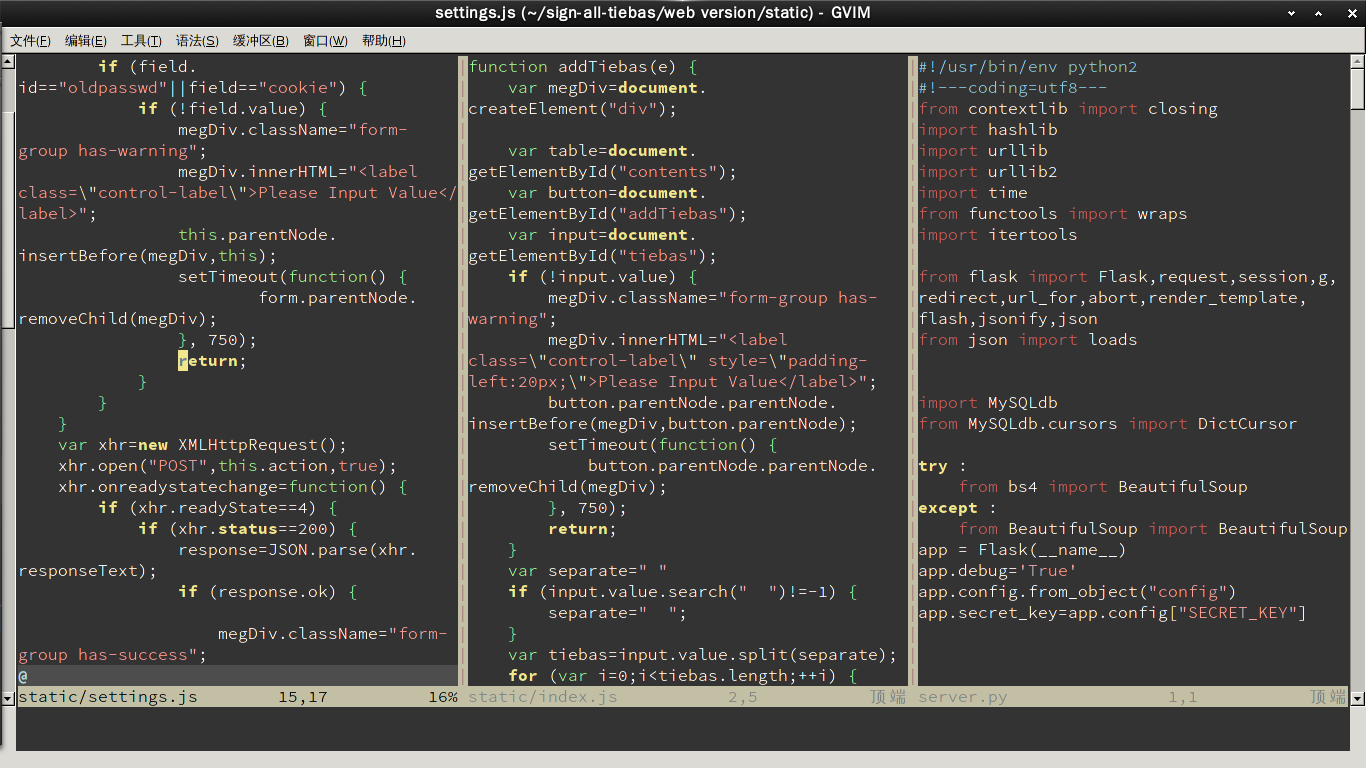 settings.js (~/sign-all-tiebas/web version/static) - GVIM
文件(F) 编辑(E) 工具(T) 语法(S) 缓冲区(B) 窗口(W) 帮助(H)
        if (field.
id=="oldpasswd"||field=="cookie") {
            if (!field.value) {
                megDiv.className="form-
group has-warning";
                megDiv.innerHTML="<label
class=\"control-label\">Please Input Value</
label>";
                this.parentNode.
insertBefore(megDiv,this);
                setTimeout(function() {
                        form.parentNode.
removeChild(megDiv);
                }, 750);
                return;
            }
        }
    }
    var xhr=new XMLHttpRequest();
    xhr.open("POST",this.action,true);
    xhr.onreadystatechange=function() {
        if (xhr.readyState==4) {
            if (xhr.status==200) {
                response=JSON.parse(xhr.
responseText);
                if (response.ok) {
                    megDiv.className="form-
group has-success";
@
static/settings.js 15,17 16%
function addTiebas(e) {
    var megDiv=document.
createElement("div");
    var table=document.
getElementById("contents");
    var button=document.
getElementById("addTiebas");
    var input=document.
getElementById("tiebas");
    if (!input.value) {
        megDiv.className="form-group has-
warning";
        megDiv.innerHTML="<label
class=\"control-label\" style=\"padding-
left:20px;\">Please Input Value</label>";
        button.parentNode.parentNode.
insertBefore(megDiv,button.parentNode);
        setTimeout(function() {
            button.parentNode.parentNode.
removeChild(megDiv);
        }, 750);
        return;
    }
    var separate=" "
    if (input.value.search("  ")!=-1) {
        separate="  ";
    }
    var tiebas=input.value.split(separate);
    for (var i=0;i<tiebas.length;++i) {
static/index.js 2,5 顶端
#!/usr/bin/env python2
#!---coding=utf8---
from contextlib import closing
import hashlib
import urllib
import urllib2
import time
from functools import wraps
import itertools
from flask import Flask,request,session,g,
redirect,url_for,abort,render_template,
flash,jsonify,json
from json import loads
import MySQLdb
from MySQLdb.cursors import DictCursor
try :
    from bs4 import BeautifulSoup
except :
    from BeautifulSoup import BeautifulSoup
app = Flask(__name__)
app.debug='True'
app.config.from_object("config")
app.secret_key=app.config["SECRET_KEY"]
server.py 1,1 顶端